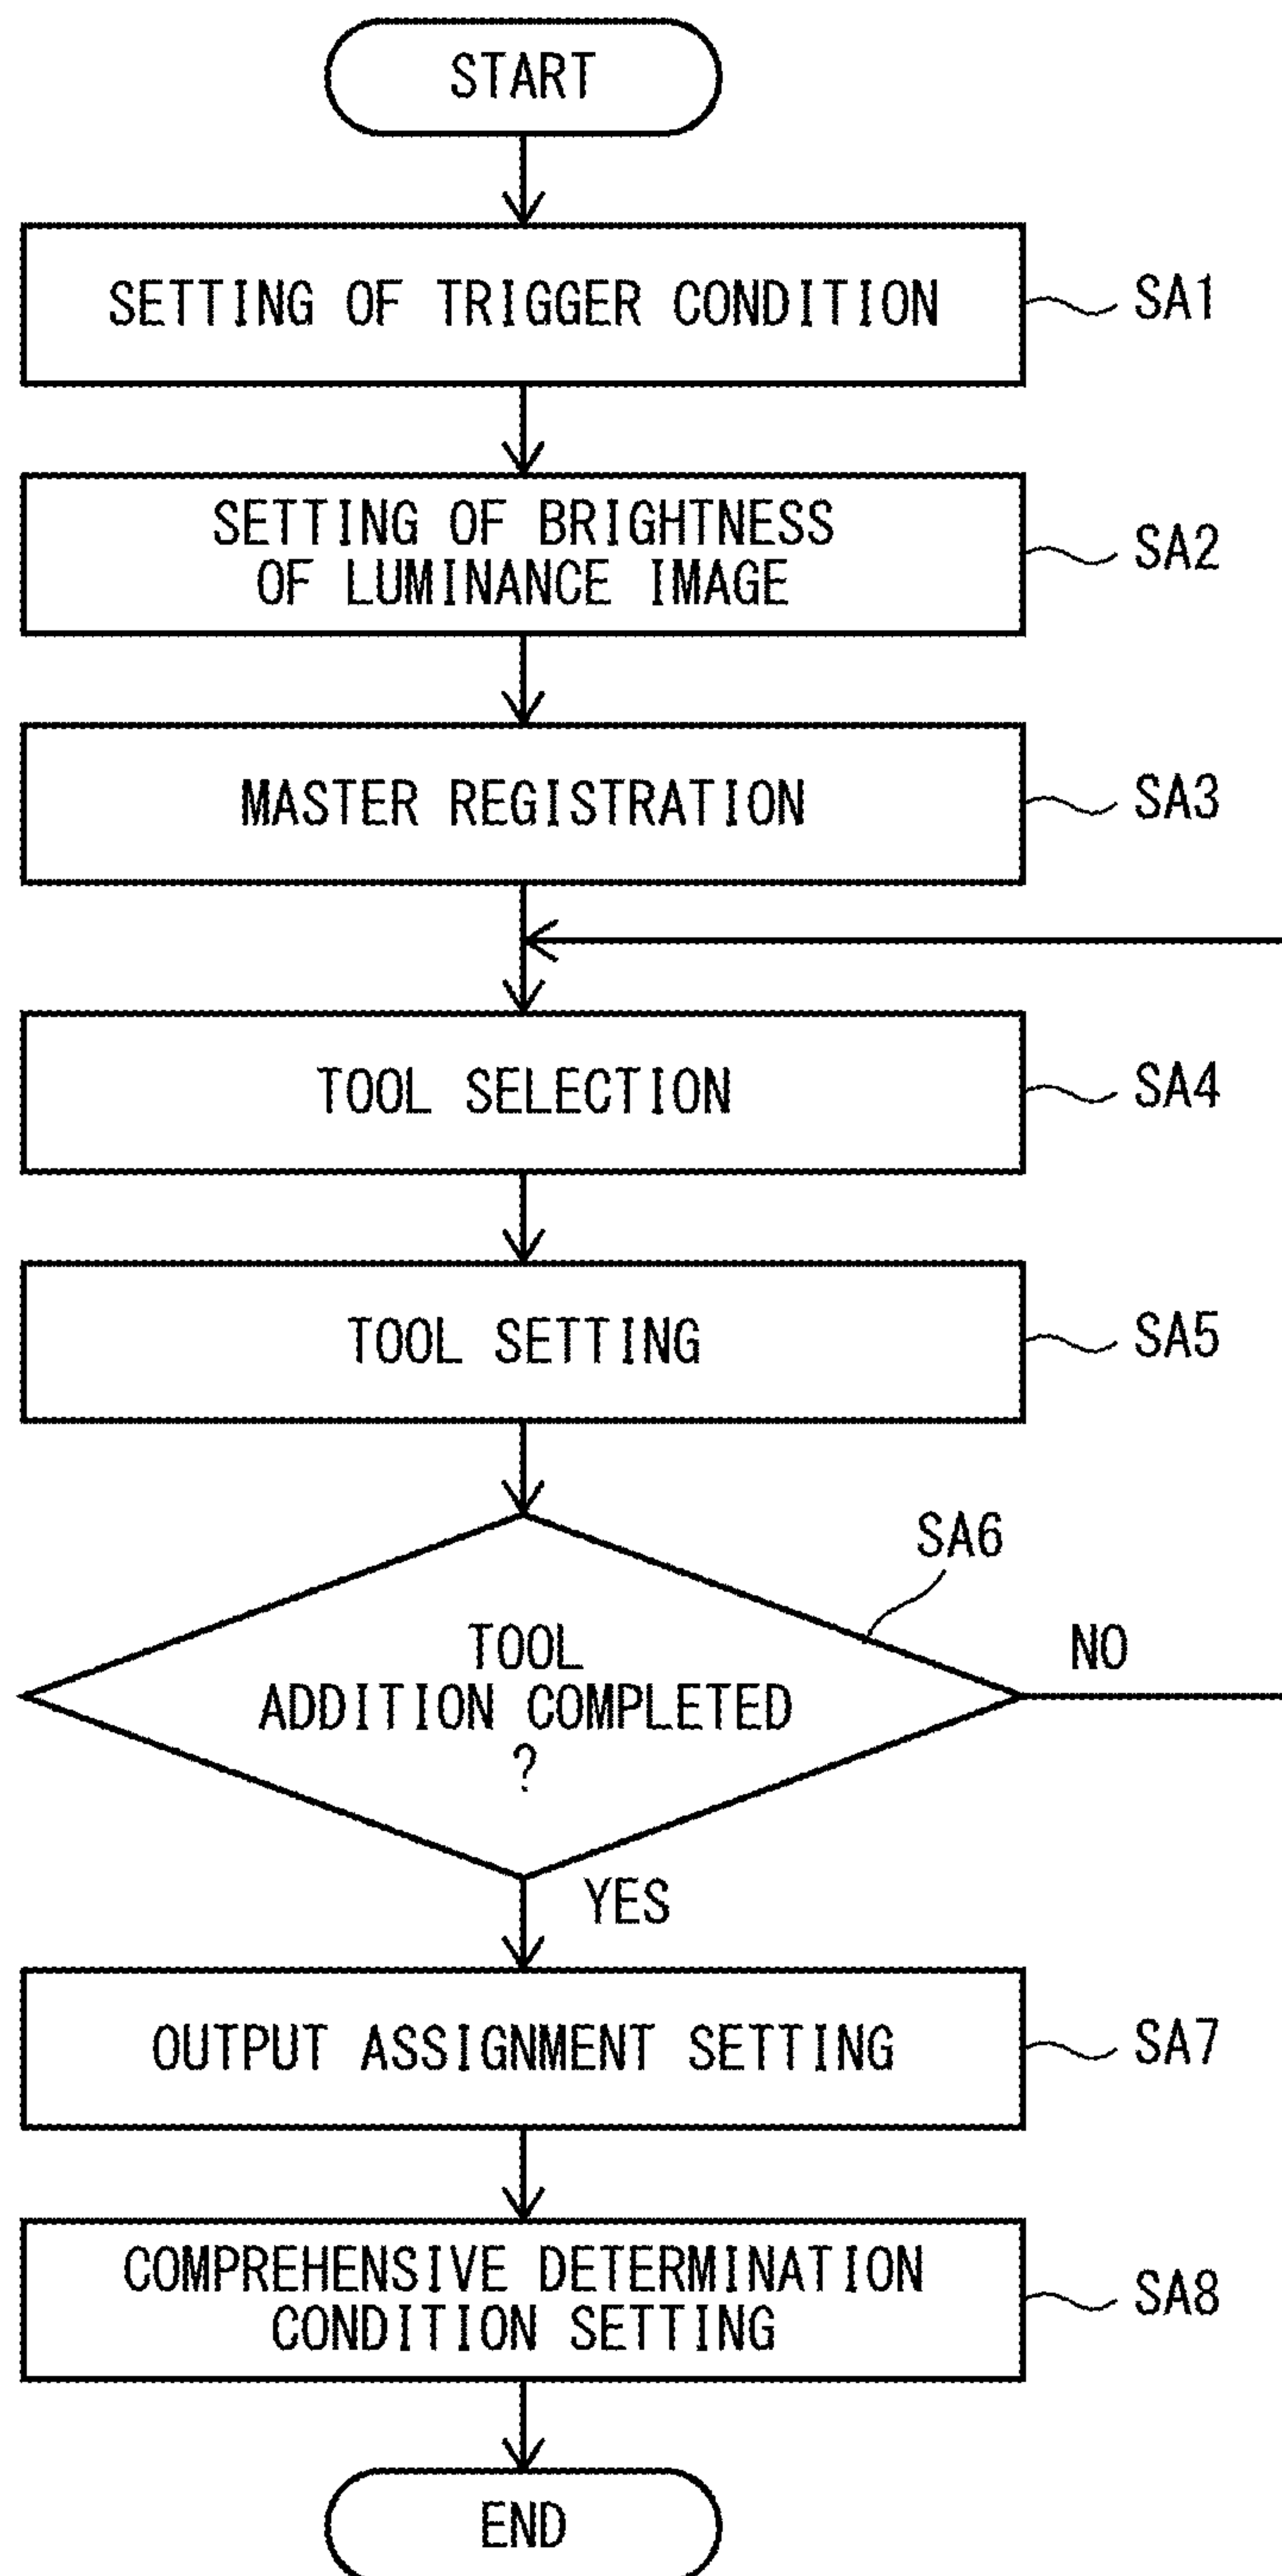 START
SETTING OF TRIGGER CONDITION
SA1
SETTING OF BRIGHTNESS
OF LUMINANCE IMAGE
SA2
MASTER REGISTRATION
SA3
TOOL SELECTION
SA4
TOOL SETTING
SA5
SA6
TOOL
ADDITION COMPLETED
?
NO
YES
OUTPUT ASSIGNMENT SETTING
SA7
COMPREHENSIVE DETERMINATION
CONDITION SETTING
SA8
END